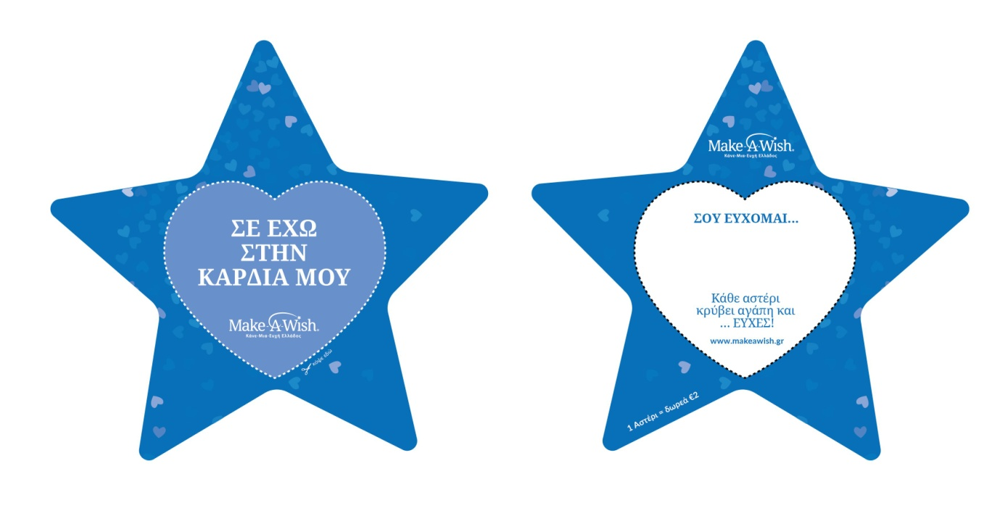 ΣΕ ΕΧΩ
ΣΤΗΝ
ΚΑΡΔΙΑ ΜΟΥ
Make-A-Wish®
Κάνε-Μια-Ευχή Ελλάδος
κόψε εδώ
Make-A-Wish®
Κάνε-Μια-Ευχή Ελλάδος
ΣΟΥ ΕΥΧΟΜΑΙ...
Κάθε αστέρι
κρύβει αγάπη και
... ΕΥΧΕΣ!
www.makeawish.gr
1 Αστέρι = δωρεά €2